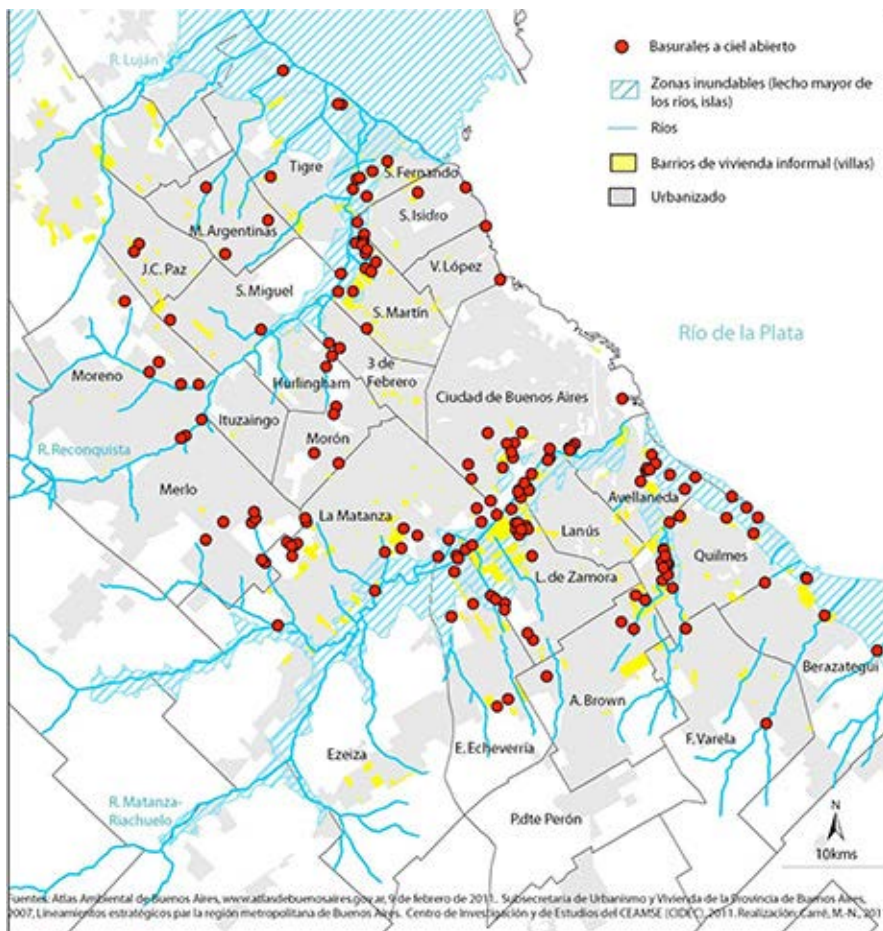 Basurales a ciel abierto
Zonas inundables (lecho mayor de
los ríos, islas)
Ríos
Barrios de vivienda informal (villas)
Urbanizado
R. Luján
Tigre
S. Fernando
S. Isidro
M. Argentinas
J.C. Paz
V. López
S. Miguel
S. Martín
Río de la Plata
3 de
Febrero
Moreno
Hurlingham
Ciudad de Buenos Aires
Ituzaingo
Morón
R. Reconquista
Merlo
La Matanza
Avellaneda
Lanús
Quilmes
L. de Zamora
Berazategui
A. Brown
F. Varela
E. Echeverría
Ezeiza
R. Matanza-
Riachuelo
P.dte Perón
N
10kms
Fuentes: Atlas Ambiental de Buenos Aires, www.atlasdebuenosaires.gov.ar, 9 de febrero de 2011. Subsecretaria de Urbanismo y Vivienda de la Provincia de Buenos Aires,
2007, Lineamientos estratégicos par la región metropolitana de Buenos Aires. Centro de Investigación y de Estudios del CEAMSE (CIDEC), 2011. Realización: Carré, M.-N., 201